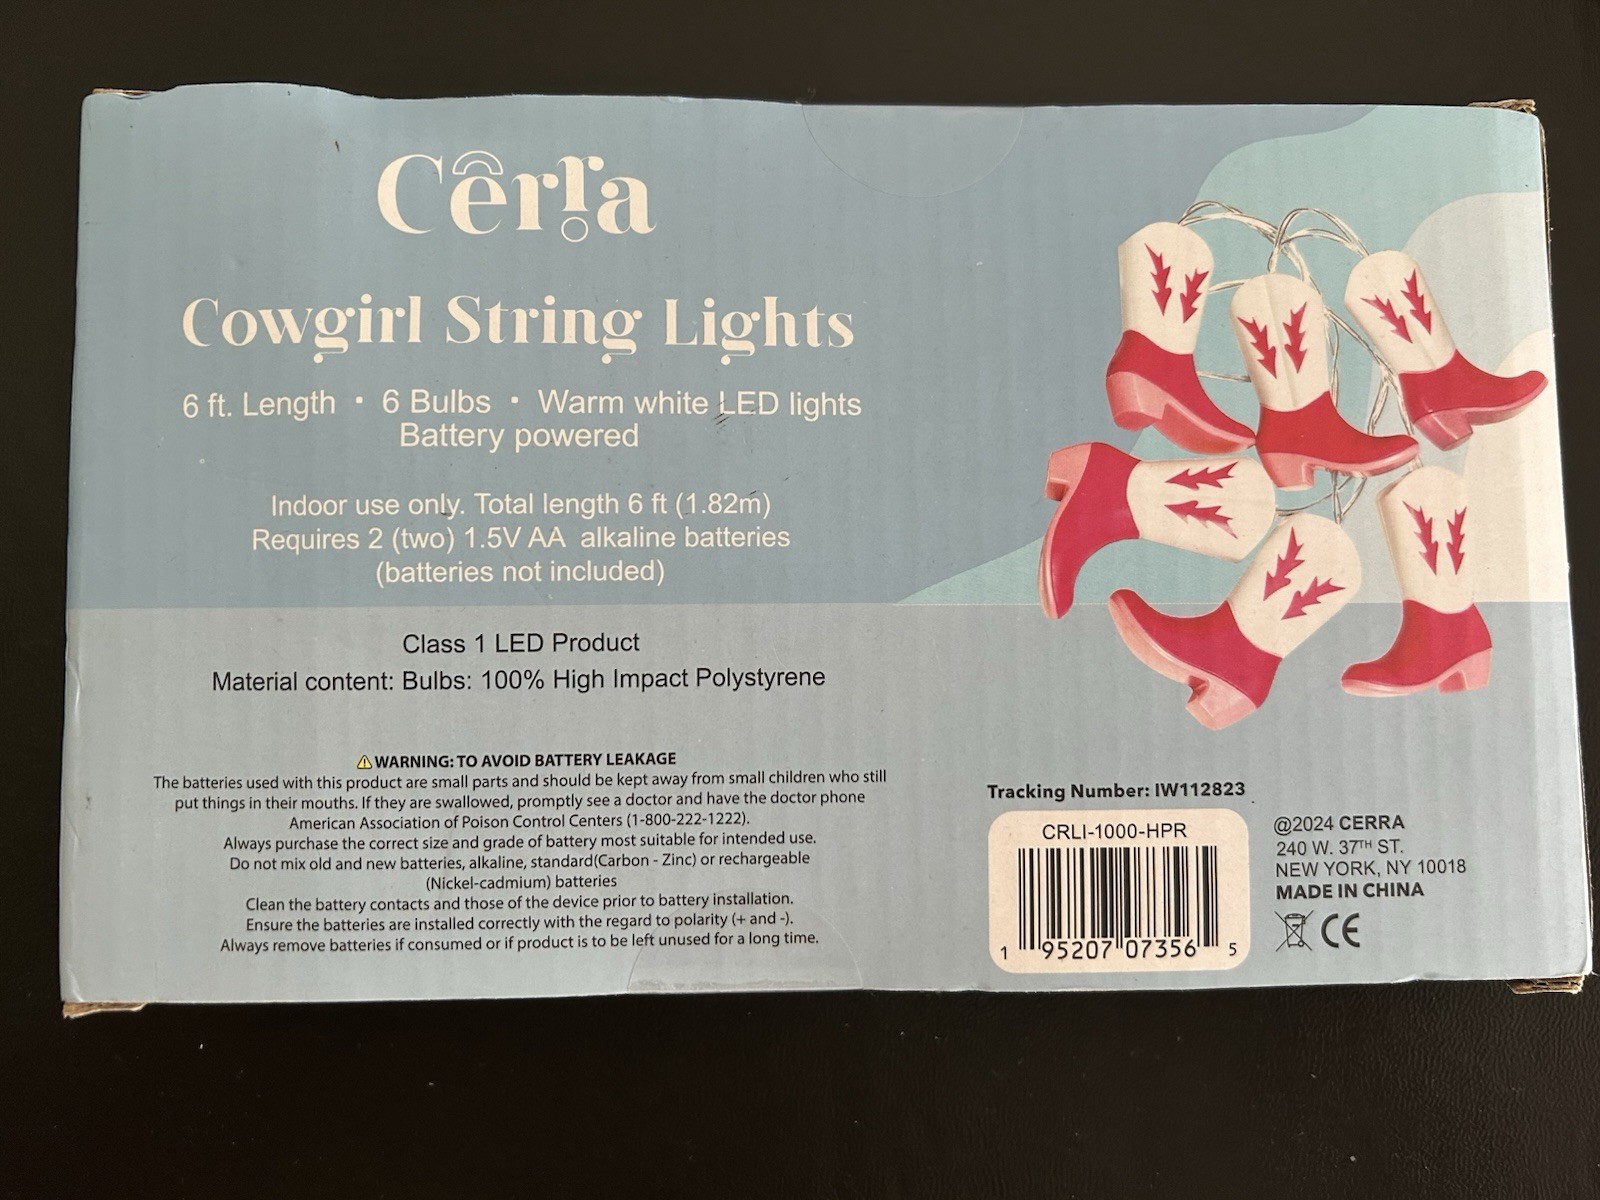 Cerra
Cowgirl String Lights
6 ft. Length • 6 Bulbs • Warm white LED lights
Battery powered
Indoor use only. Total length 6 ft (1.82m)
Requires 2 (two) 1.5V AA alkaline batteries
(batteries not included)
Class 1 LED Product
Material content: Bulbs: 100% High Impact Polystyrene
⚠ WARNING: TO AVOID BATTERY LEAKAGE
The batteries used with this product are small parts and should be kept away from small children who still
put things in their mouths. If they are swallowed, promptly see a doctor and have the doctor phone
American Association of Poison Control Centers (1-800-222-1222).
Always purchase the correct size and grade of battery most suitable for intended use.
Do not mix old and new batteries, alkaline, standard(Carbon - Zinc) or rechargeable
(Nickel-cadmium) batteries
Clean the battery contacts and those of the device prior to battery installation.
Ensure the batteries are installed correctly with the regard to polarity (+ and -).
Always remove batteries if consumed or if product is to be left unused for a long time.
Tracking Number: IW112823
CRLI-1000-HPR
1 95207 07356 5
@2024 CERRA
240 W. 37TH ST.
NEW YORK, NY 10018
MADE IN CHINA
CE